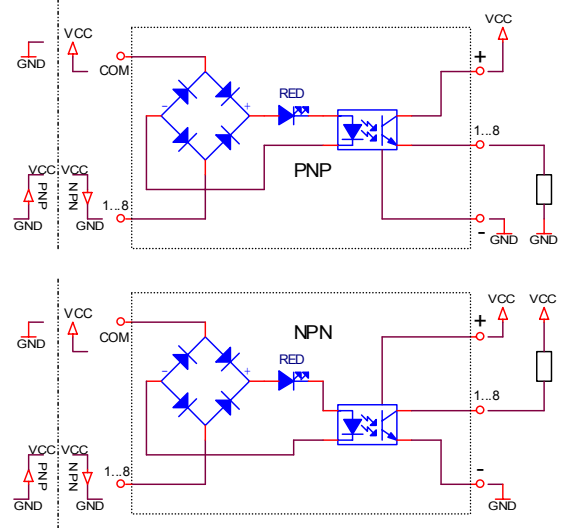 VCC
VCC
+
GND
COM
RED
- +
1...8
PNP
VCC VCC
PNP NPN
1...8
GND GND
-
GND GND
VCC
VCC VCC
+
GND
COM
NPN
RED
- +
1...8
VCC VCC
PNP NPN
1...8
-
GND GND
GND